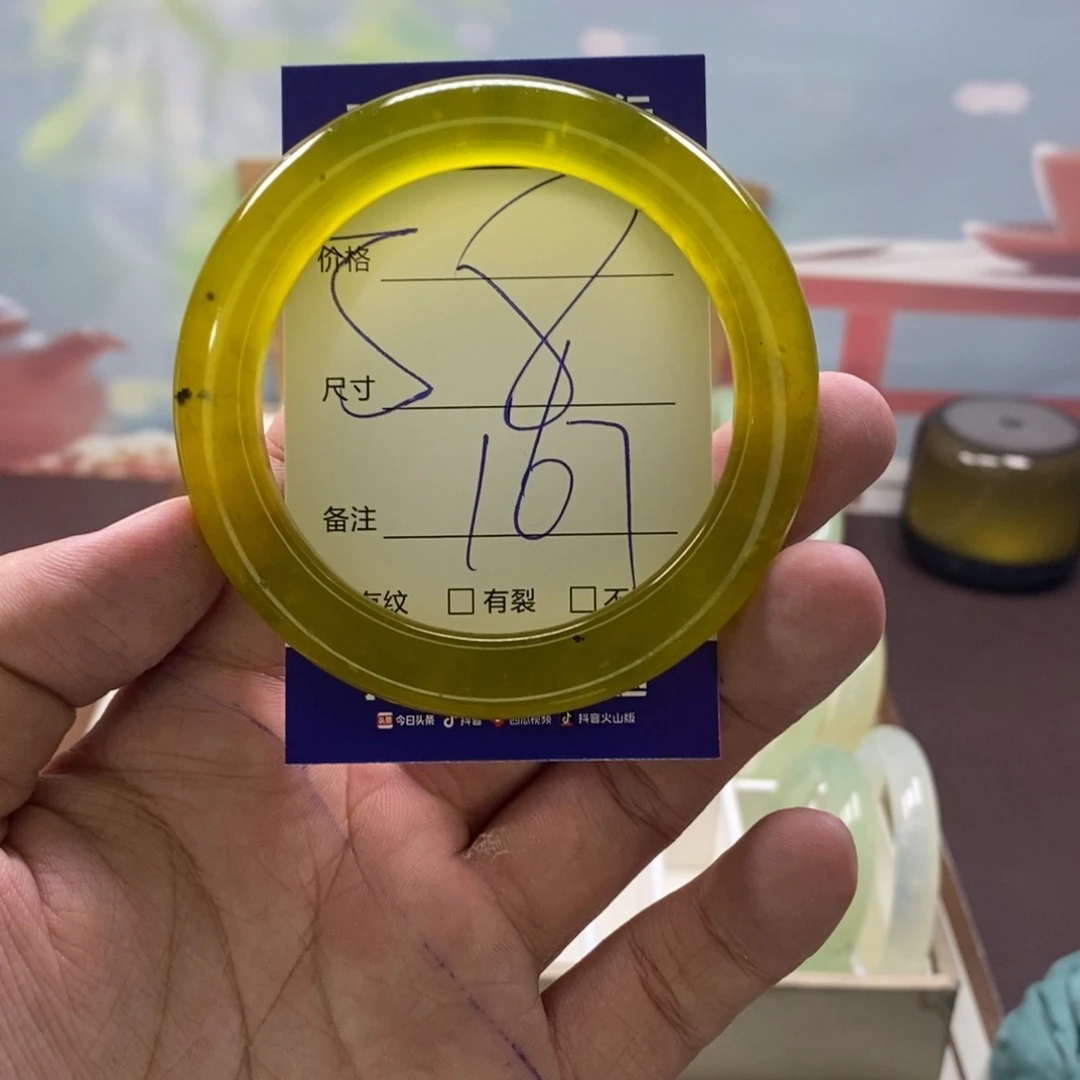 价格
58
尺寸
167
备注
纹 □ 有裂 □
今日头条 抖音 西瓜视频 抖音火山版